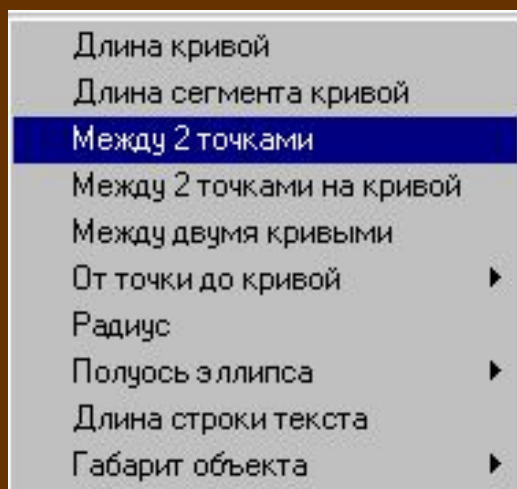 Длина кривой
Длина сегмента кривой
Между 2 точками
Между 2 точками на кривой
Между двумя кривыми
От точки до кривой
Радиус
Полуось эллипса
Длина строки текста
Габарит объекта